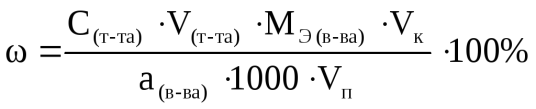 ω = C(т-та) ·V(т-та) ·MЭ(в-ва) ·Vк / a(в-ва) ·1000 ·Vп ·100%